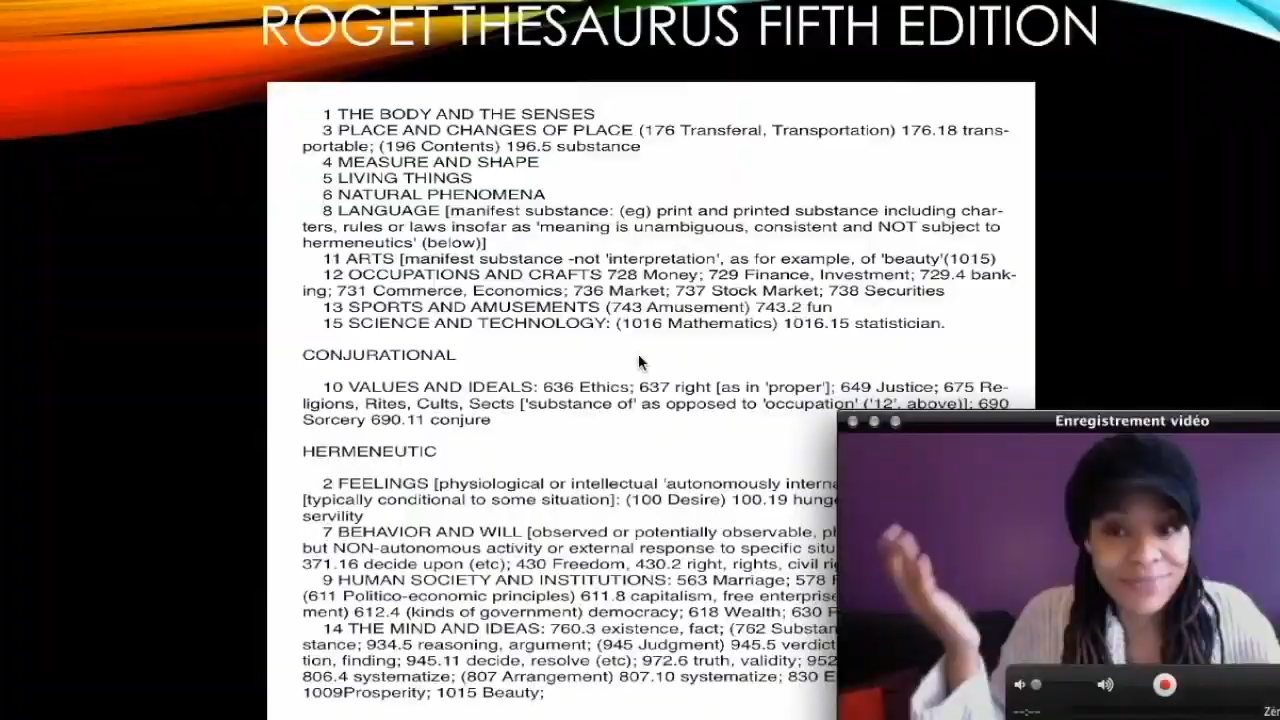 ROGET THESAURUS FIFTH EDITION
1 THE BODY AND THE SENSES
3 PLACE AND CHANGES OF PLACE (176 Transferal, Transportation) 176.18 trans-
portable; (196 Contents) 196.5 substance
4 MEASURE AND SHAPE
5 LIVING THINGS
6 NATURAL PHENOMENA
8 LANGUAGE [manifest substance: (eg) print and printed substance including char-
ters, rules or laws insofar as 'meaning is unambiguous, consistent and NOT subject to
hermeneutics' (below)]
11 ARTS [manifest substance -not 'interpretation', as for example, of 'beauty'(1015)
12 OCCUPATIONS AND CRAFTS 728 Money; 729 Finance, Investment; 729.4 bank-
ing; 731 Commerce, Economics; 736 Market; 737 Stock Market; 738 Securities
13 SPORTS AND AMUSEMENTS (743 Amusement) 743.2 fun
15 SCIENCE AND TECHNOLOGY: (1016 Mathematics) 1016.15 statistician.
CONJURATIONAL
10 VALUES AND IDEALS: 636 Ethics; 637 right [as in 'proper']; 649 Justice; 675 Re-
ligions, Rites, Cults, Sects ['substance of' as opposed to 'occupation' ('12', above)]; 690
Sorcery 690.11 conjure
HERMENEUTIC
2 FEELINGS [physiological or intellectual 'autonomously
[typically conditional to some situation]: (100 Desire) 100.19
servility
7 BEHAVIOR AND WILL [observed or potentially observable,
but NON-autonomous activity or external response to specific
371.16 decide upon (etc); 430 Freedom, 430.2 right, rights, civil
9 HUMAN SOCIETY AND INSTITUTIONS: 563 Marriage; 578
(611 Politico-economic principles) 611.8 capitalism, free
ment) 612.4 (kinds of government) democracy; 618 Wealth; 630
14 THE MIND AND IDEAS: 760.3 existence, fact; (762
stance; 934.5 reasoning, argument; (945 Judgment) 945.5
tion, finding; 945.11 decide, resolve (etc); 972.6 truth, validity;
806.4 systematize; (807 Arrangement) 807.10 systematize; 830
1009Prosperity; 1015 Beauty;
Enregistrement vidéo